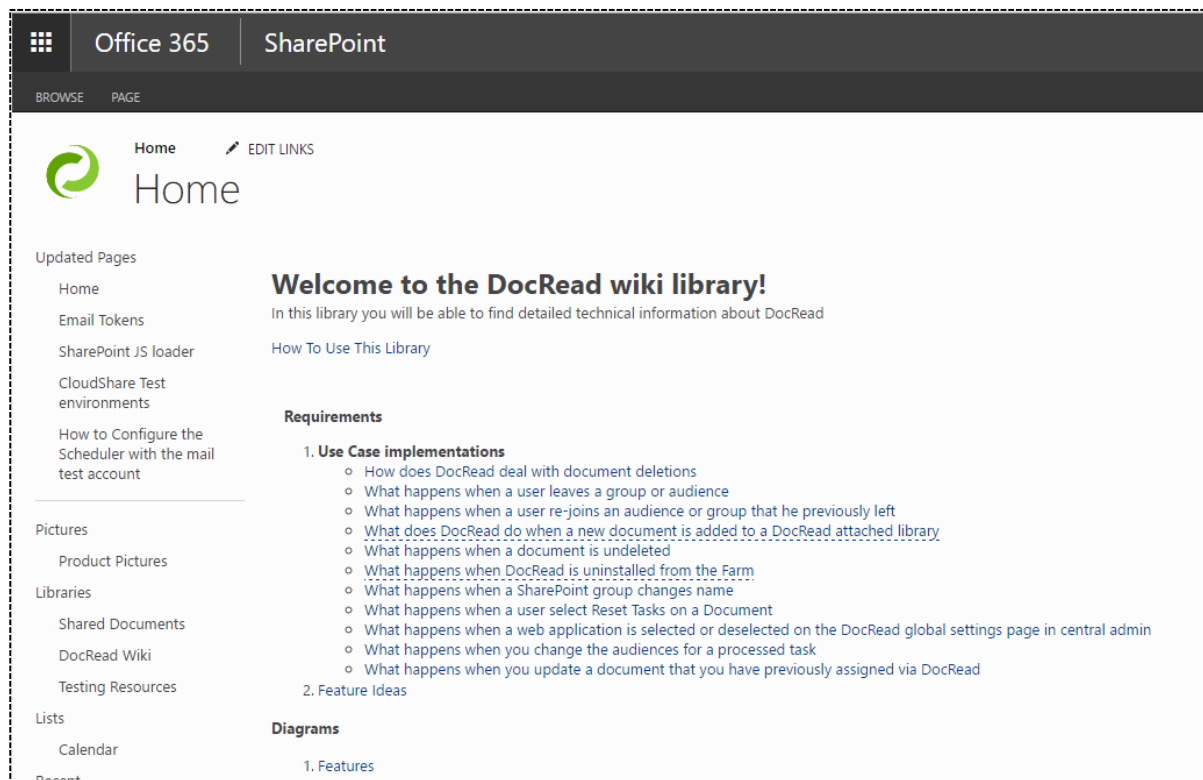 Office 365
SharePoint
BROWSE
PAGE
Home
EDIT LINKS
Home
Updated Pages
Home
Email Tokens
SharePoint JS loader
CloudShare Test
environments
How to Configure the
Scheduler with the mail
test account
Pictures
Product Pictures
Libraries
Shared Documents
DocRead Wiki
Testing Resources
Lists
Calendar
Recent
Welcome to the DocRead wiki library!
In this library you will be able to find detailed technical information about DocRead
How To Use This Library
Requirements
1. Use Case implementations
How does DocRead deal with document deletions
What happens when a user leaves a group or audience
What happens when a user re-joins an audience or group that he previously left
What does DocRead do when a new document is added to a DocRead attached library
What happens when a document is undeleted
What happens when DocRead is uninstalled from the Farm
What happens when a SharePoint group changes name
What happens when a user select Reset Tasks on a Document
What happens when a web application is selected or deselected on the DocRead global settings page in central admin
What happens when you change the audiences for a processed task
What happens when you update a document that you have previously assigned via DocRead
2. Feature Ideas
Diagrams
1. Features